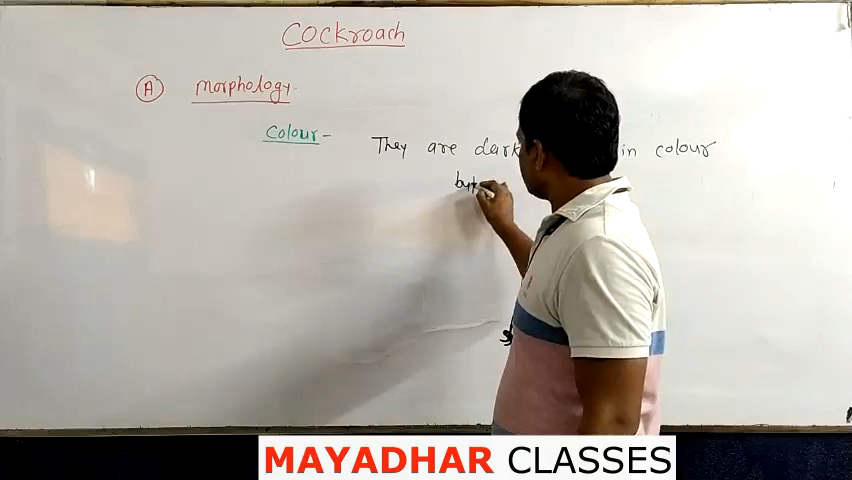 Cockroach
A Morphology.
Colour - They are dark in colour
but
MAYADHAR CLASSES